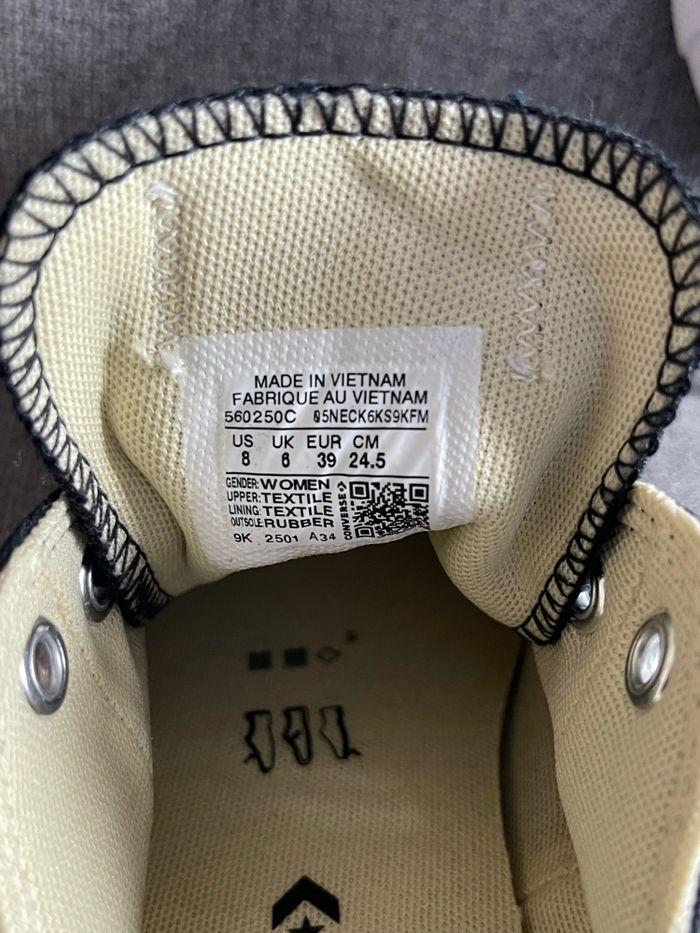 MADE IN VIETNAM
FABRIQUE AU VIETNAM
560250C 05NECK6KS9KFM
US UK EUR CM
8 6 39 24.5
GENDER: WOMEN
UPPER: TEXTILE
LINING: TEXTILE
OUTSOLE: RUBBER
9K 2501 A34
CONVERSE